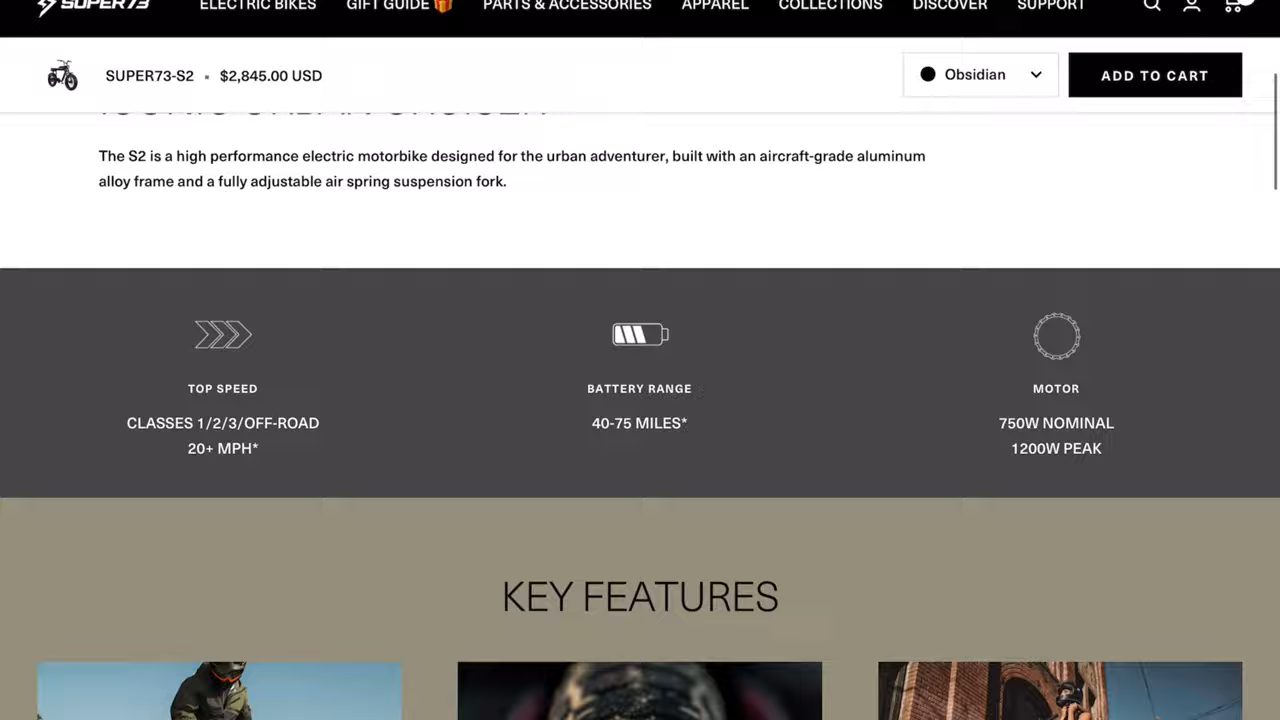 SUPER73
ELECTRIC BIKES
GIFT GUIDE🎁
PARTS & ACCESSORIES
APPAREL
COLLECTIONS
DISCOVER
SUPPORT
SUPER73-S2 ▪ $2,845.00 USD
Obsidian
ADD TO CART
The S2 is a high performance electric motorbike designed for the urban adventurer, built with an aircraft-grade aluminum
alloy frame and a fully adjustable air spring suspension fork.
TOP SPEED
CLASSES 1/2/3/OFF-ROAD
20+ MPH*
BATTERY RANGE
40-75 MILES*
MOTOR
750W NOMINAL
1200W PEAK
KEY FEATURES